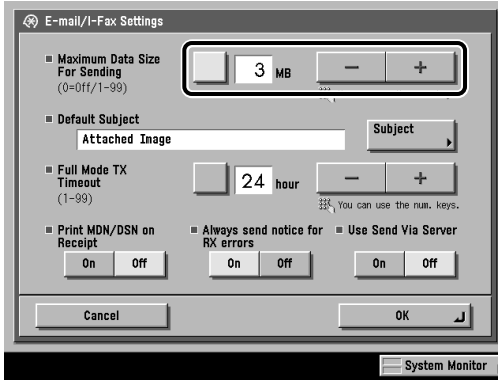 E-mail/I-Fax Settings
Maximum Data Size
For Sending
(0=Off/1-99)
3 MB
- +
Default Subject
Attached Image
Subject
Full Mode TX
Timeout
(1-99)
24 hour
- +
You can use the num. keys.
Print MDN/DSN on
Receipt
On Off
Always send notice for
RX errors
On Off
Use Send Via Server
On Off
Cancel
OK
System Monitor